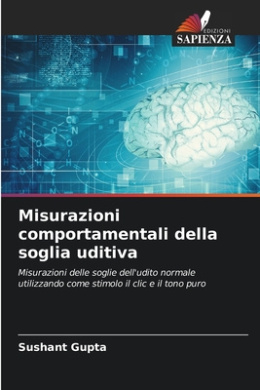 EDIZIONI
SAPIENZA
Misurazioni
comportamentali della
soglia uditiva
Misurazioni delle soglie dell'udito normale
utilizzando come stimolo il clic e il tono puro
Sushant Gupta